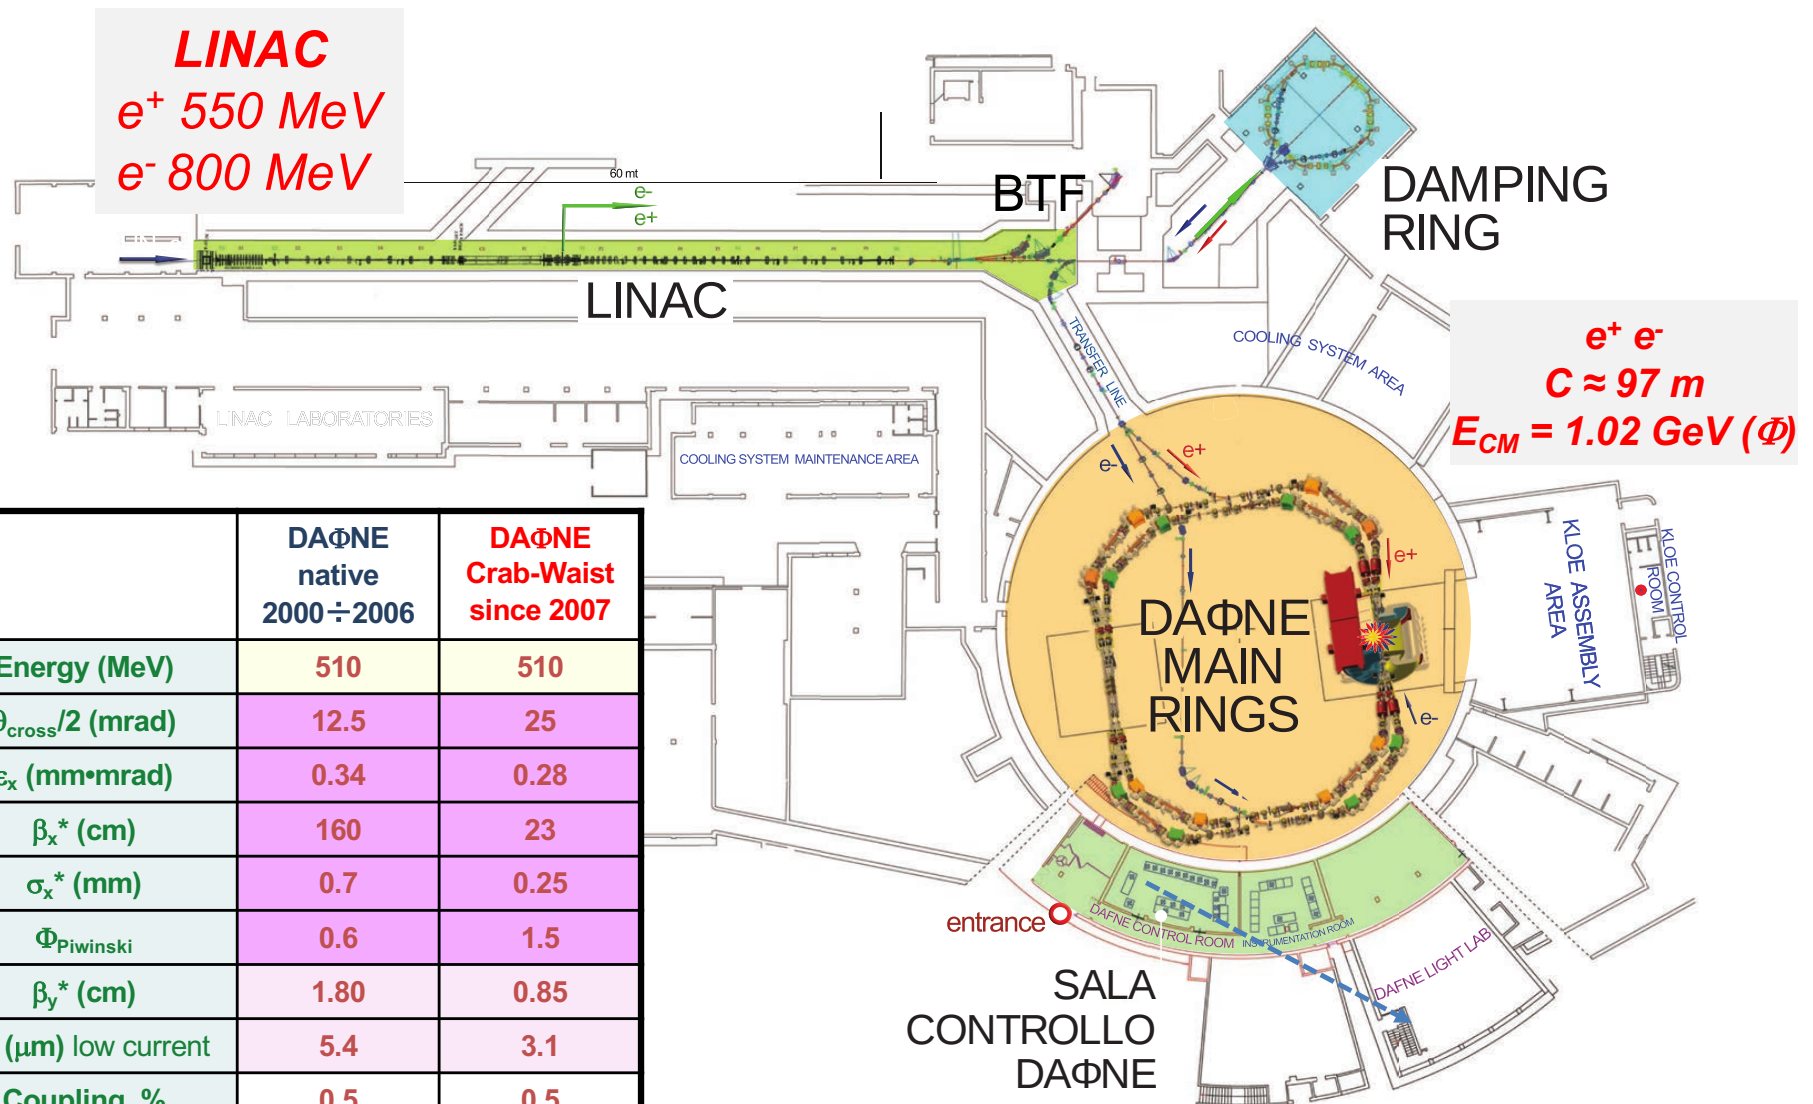 LINAC
e+ 550 MeV
e- 800 MeV
60 mt
e-
e+
BTF
DAMPING
RING
LINAC
TRANSFER LINE
COOLING SYSTEM AREA
e+ e-
C ≈ 97 m
ECM = 1.02 GeV (Φ)
LINAC LABORATORIES
COOLING SYSTEM MAINTENANCE AREA
e-
e+
e+
KLOE ASSEMBLY
AREA
KLOE CONTROL
ROOM
DAΦNE
MAIN
RINGS
e-
DAΦNE
native
2000÷2006
DAΦNE
Crab-Waist
since 2007
Energy (MeV) 510 510
θcross/2 (mrad) 12.5 25
εx (mm•mrad) 0.34 0.28
βx* (cm) 160 23
σx* (mm) 0.7 0.25
ΦPiwinski 0.6 1.5
βy* (cm) 1.80 0.85
(μm) low current 5.4 3.1
Coupling, % 0.5 0.5
entrance
DAFNE CONTROL ROOM
INSTRUMENTATION ROOM
DAFNE LIGHT LAB
SALA
CONTROLLO
DAΦNE